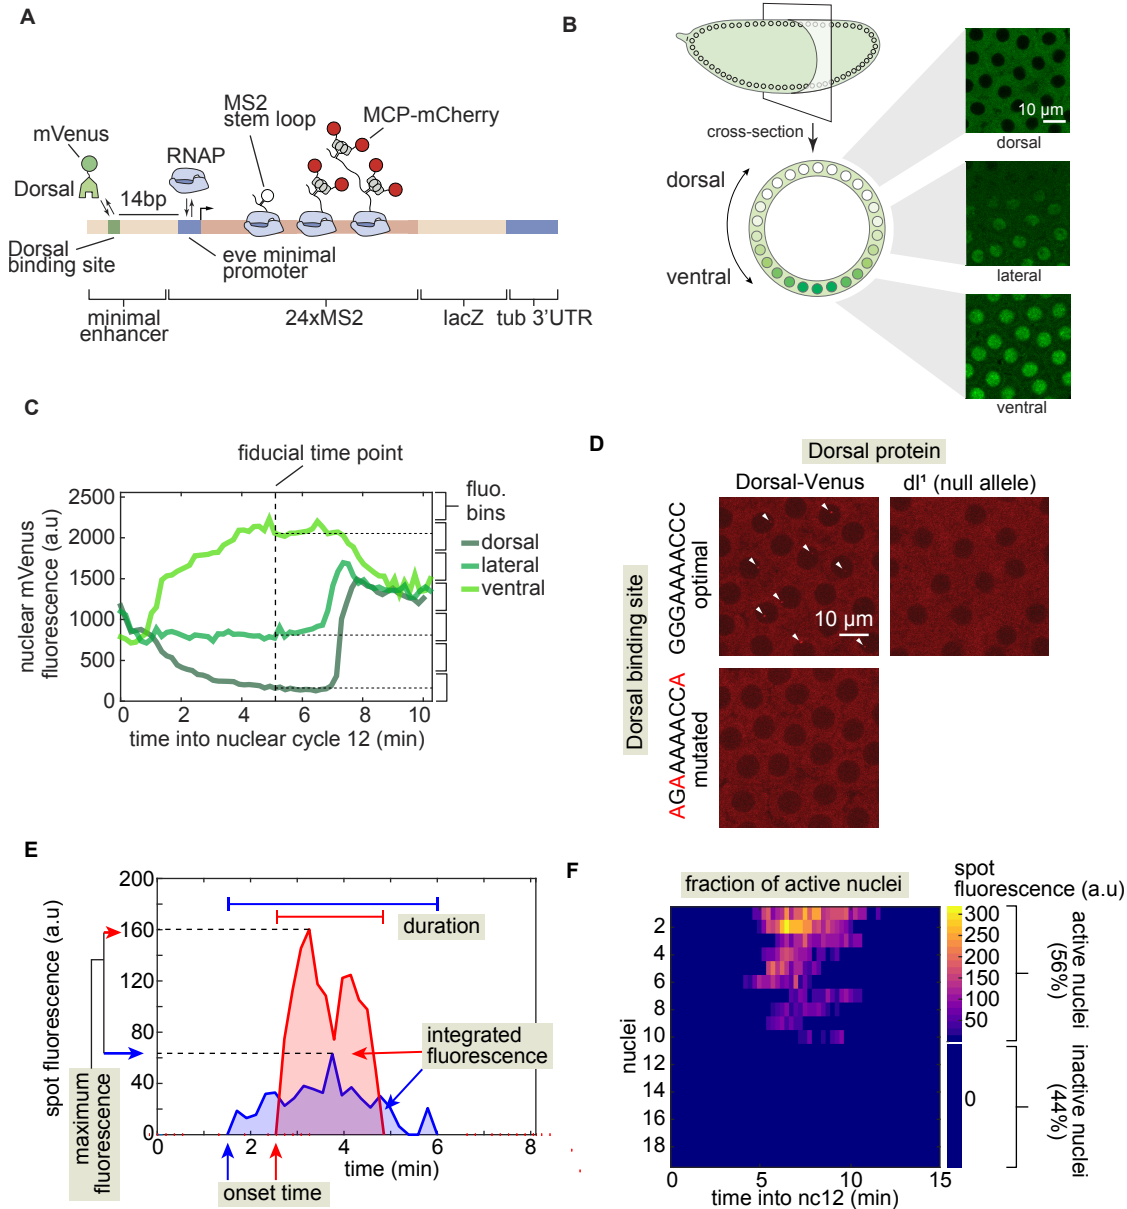 A
mVenus
Dorsal
14bp
RNAP
MS2
stem loop
MCP-mCherry
Dorsal
binding site
eve minimal
promoter
minimal
enhancer
24xMS2
lacZ
tub 3'UTR
B
cross-section
dorsal
ventral
10 µm
dorsal
lateral
ventral
C
fiducial time point
fluo.
bins
dorsal
lateral
ventral
nuclear mVenus
fluorescence (a.u)
2500
2000
1500
1000
500
0
0 2 4 6 8 10
time into nuclear cycle 12 (min)
D
Dorsal protein
Dorsal-Venus
dl¹ (null allele)
Dorsal binding site
GGGAAAACCC
optimal
AGAAAAACCA
mutated
10 µm
E
spot fluorescence (a.u)
200
160
120
80
40
0
0 2 4 6 8
time (min)
duration
integrated
fluorescence
maximum
fluorescence
onset time
F
fraction of active nuclei
spot
fluorescence (a.u)
nuclei
2
4
6
8
10
12
14
16
18
0 5 10 15
time into nc12 (min)
300
250
200
150
100
50
0
active nuclei
(56%)
inactive nuclei
(44%)